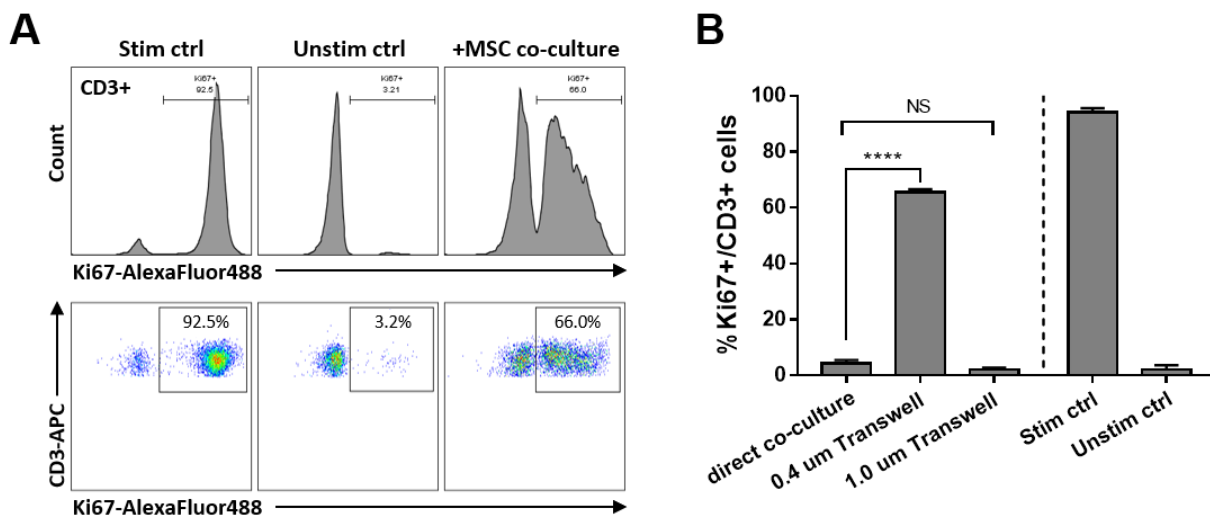 A
Stim ctrl
Unstim ctrl
+MSC co-culture
CD3+
Ki67+
92.5
Ki67+
3.21
Ki67+
66.0
Count
Ki67-AlexaFluor488
92.5%
3.2%
66.0%
CD3-APC
Ki67-AlexaFluor488
B
100
80
60
40
20
0
% Ki67+/CD3+ cells
NS
****
direct co-culture
0.4 um Transwell
1.0 um Transwell
Stim ctrl
Unstim ctrl